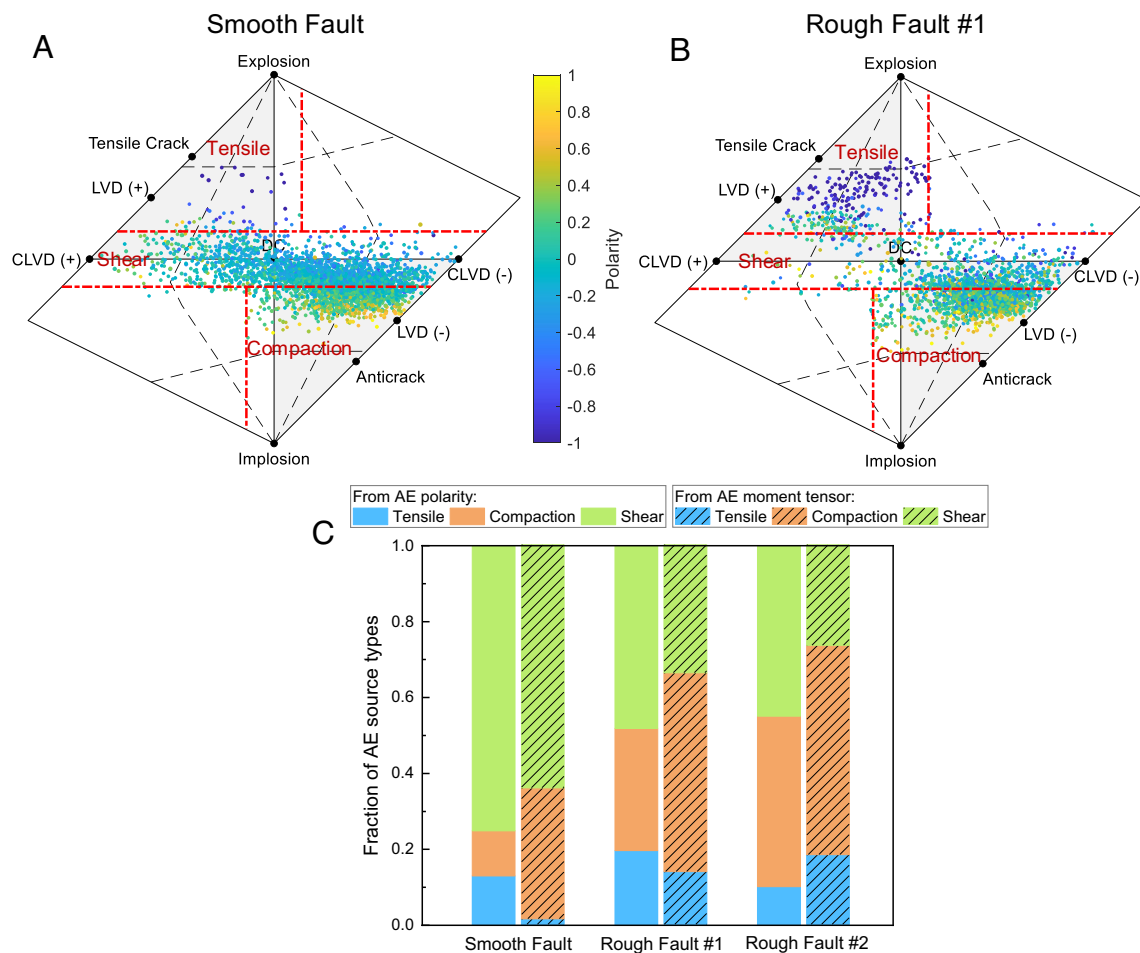 Smooth Fault
A
Explosion
Tensile Crack
Tensile
LVD (+)
DC
CLVD (+)
Shear
CLVD (-)
LVD (-)
Compaction
Anticrack
Implosion
1
0.8
0.6
0.4
0.2
0
-0.2
-0.4
-0.6
-0.8
-1
Polarity
Rough Fault #1
B
Explosion
Tensile Crack
Tensile
LVD (+)
DC
CLVD (+)
Shear
CLVD (-)
LVD (-)
Compaction
Anticrack
Implosion
From AE polarity:
Tensile Compaction Shear
From AE moment tensor:
Tensile Compaction Shear
C
Fraction of AE source types
1.0
0.8
0.6
0.4
0.2
0.0
Smooth Fault Rough Fault #1 Rough Fault #2